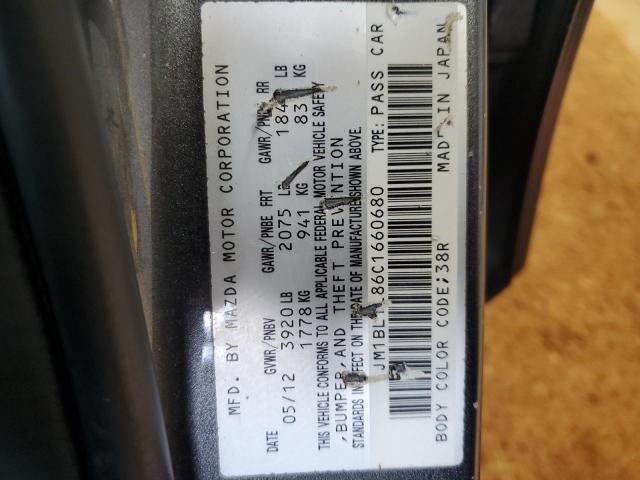 MFD. BY MAZDA MOTOR CORPORATION
DATE GVWR/PNBV GAWR/PNBE FRT GAWR/PNBE RR
05/12 3920 LB 2075 LB LB
1778 KG 941 KG KG
THIS VEHICLE CONFORMS TO ALL APPLICABLE FEDERAL MOTOR VEHICLE SAFETY
, BUMPER, AND THEFT PREVENTION
STANDARDS IN EFFECT ON THE DATE OF MANUFACTURE SHOWN ABOVE.
TYPE: PASS CAR
BODY COLOR CODE;38R MADE IN JAPAN